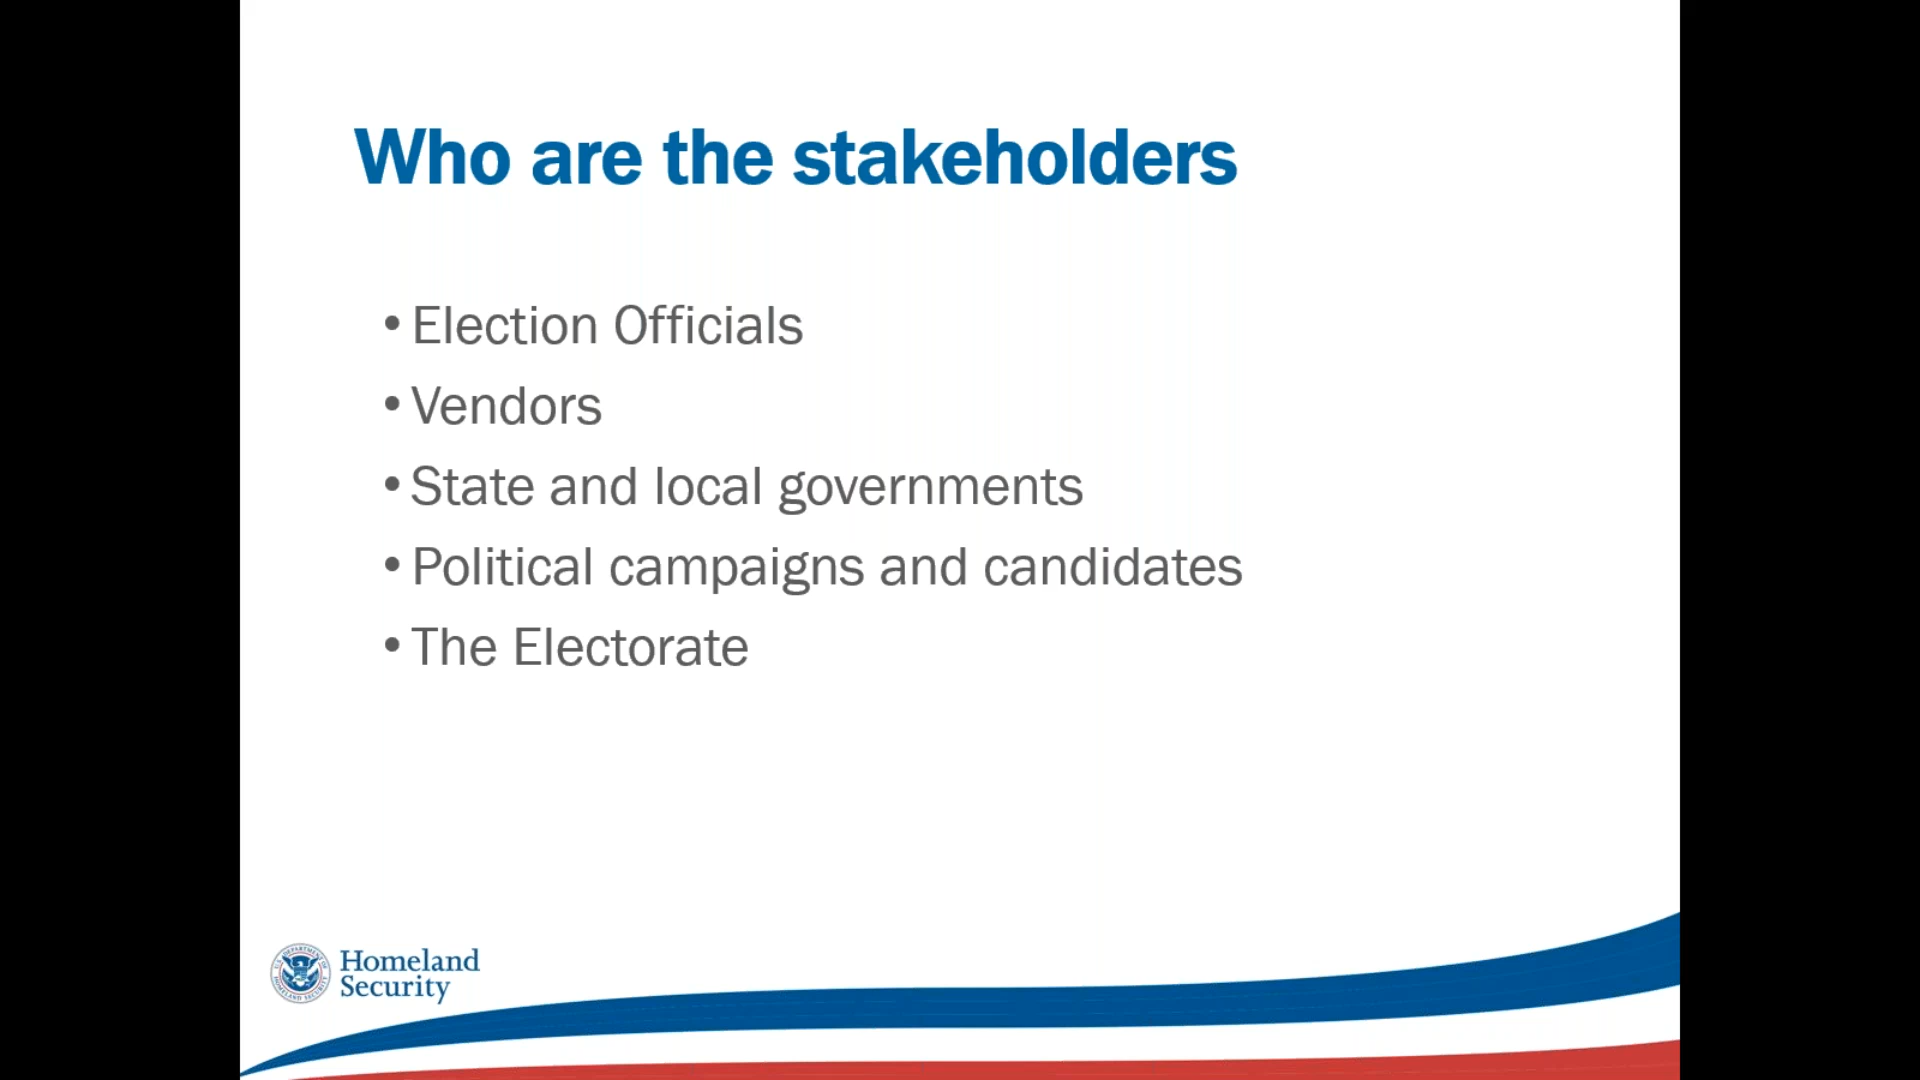 Who are the stakeholders
• Election Officials
• Vendors
• State and local governments
• Political campaigns and candidates
• The Electorate
Homeland
Security